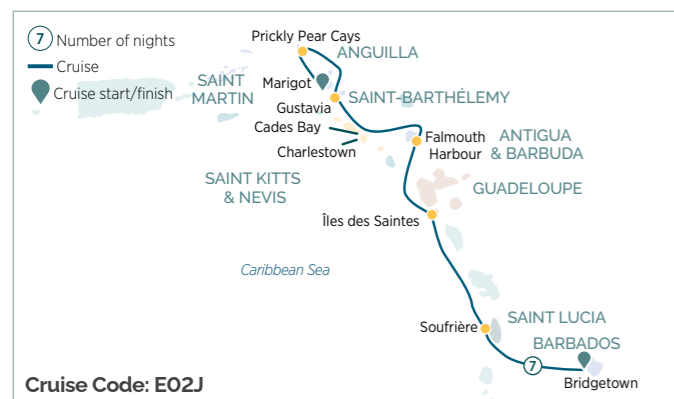 7 Number of nights
Cruise
Cruise start/finish
Prickly Pear Cays
ANGUILLA
SAINT
MARTIN
Marigot
Gustavia
SAINT-BARTHÉLEMY
Cades Bay
Charlestown
Falmouth
Harbour
ANTIGUA
& BARBUDA
SAINT KITTS
& NEVIS
GUADELOUPE
Îles des Saintes
Caribbean Sea
Soufrière
SAINT LUCIA
BARBADOS
7
Bridgetown
Cruise Code: E02J